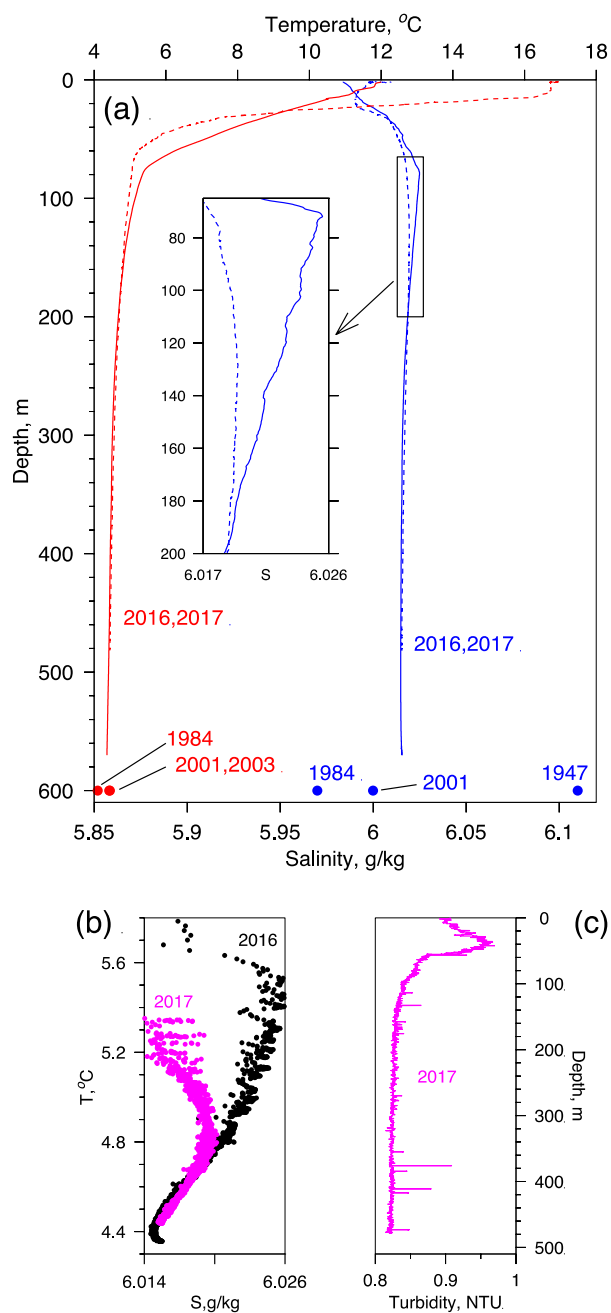 Temperature, °C
4 6 8 10 12 14 16 18
(a)
0
100
200
300
400
500
600
Depth, m
80
100
120
140
160
180
200
6.017 S 6.026
2016,2017
2016,2017
1984
2001,2003
1984
2001
1947
5.85 5.9 5.95 6 6.05 6.1
Salinity, g/kg
(b)
2016
2017
5.6
5.2
4.8
4.4
T,°C
6.014 6.026
S,g/kg
(c)
0
100
200
300
400
500
Depth, m
2017
0.8 0.9 1
Turbidity, NTU